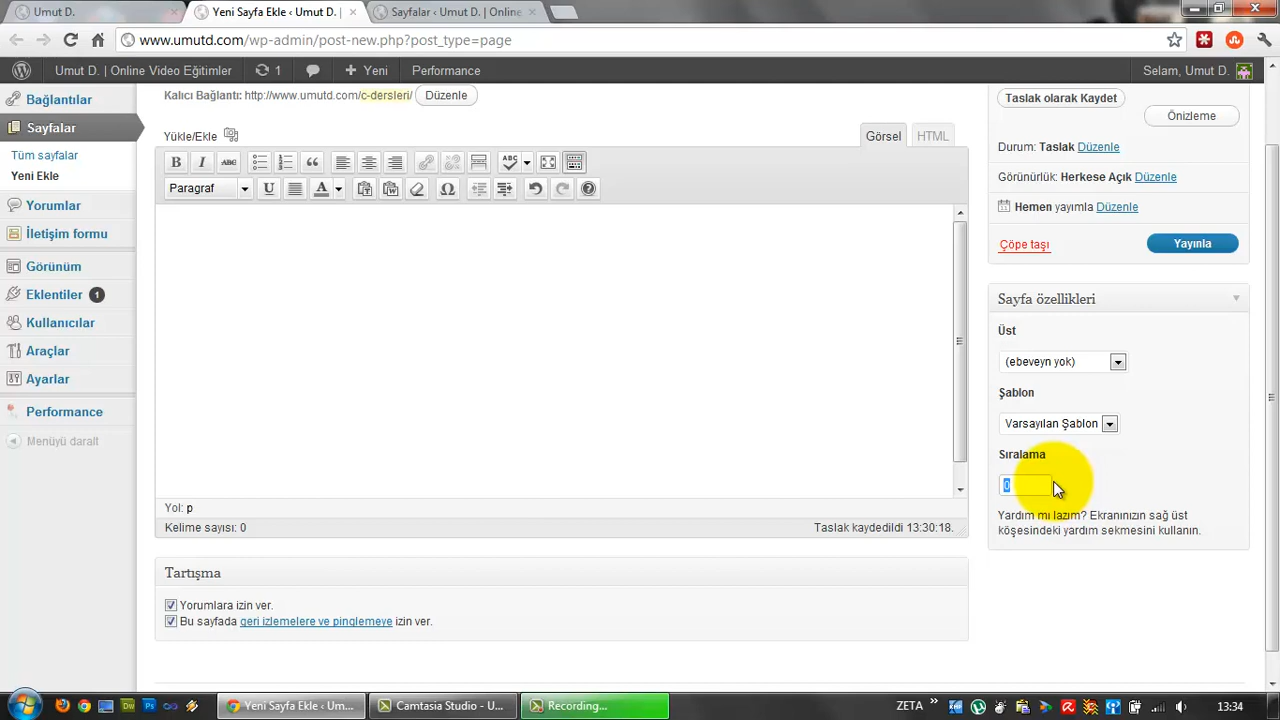 Umut D.
Yeni Sayfa Ekle ‹ Umut D. |
Sayfalar ‹ Umut D. | Online
www.umutd.com/wp-admin/post-new.php?post_type=page
Umut D. | Online Video Eğitimler
1
Yeni
Performance
Selam, Umut D.
Bağlantılar
Sayfalar
Tüm sayfalar
Yeni Ekle
Yorumlar
İletişim formu
Görünüm
Eklentiler 1
Kullanıcılar
Araçlar
Ayarlar
Performance
Menüyü daralt
Kalıcı Bağlantı: http://www.umutd.com/c-dersleri/ Düzenle
Yükle/Ekle
Görsel
HTML
B I ABC
ABC
Paragraf
U
A
Ω
Yol: p
Kelime sayısı: 0
Taslak kaydedildi 13:30:18.
Tartışma
Yorumlara izin ver.
Bu sayfada geri izlemelere ve pinglemeye izin ver.
Taslak olarak Kaydet
Önizleme
Durum: Taslak Düzenle
Görünürlük: Herkese Açık Düzenle
Hemen yayımla Düzenle
Çöpe taşı
Yayınla
Sayfa özellikleri
Üst
(ebeveyn yok)
Şablon
Varsayılan Şablon
Sıralama
0
Yardım mı lazım? Ekranınızın sağ üst
köşesindeki yardım sekmesini kullanın.
Dw
Ps
Yeni Sayfa Ekle ‹ Um...
Camtasia Studio - U...
Recording...
ZETA
13:34